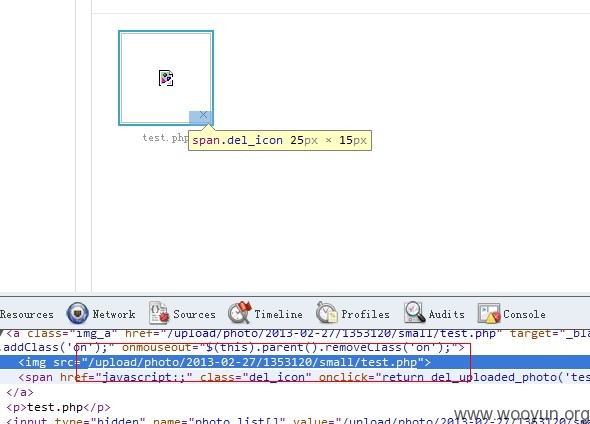 test.php
span.del_icon 25px × 15px
Resources Network Sources Timeline Profiles Audits Console
<a class="img_a" href="/upload/photo/2013-02-27/1353120/small/test.php" target="_bla
.addClass('on');" onmouseout="$(this).parent().removeClass('on');">
<img src="/upload/photo/2013-02-27/1353120/small/test.php">
<span href="javascript:;" class="del_icon" onclick="return del_uploaded_photo('tes
</a>
<p>test.php</p>
www.wooyun.org
<input type="hidden" name="photo_list[]" value="/upload/photo/2013-02-27/1353120/sma